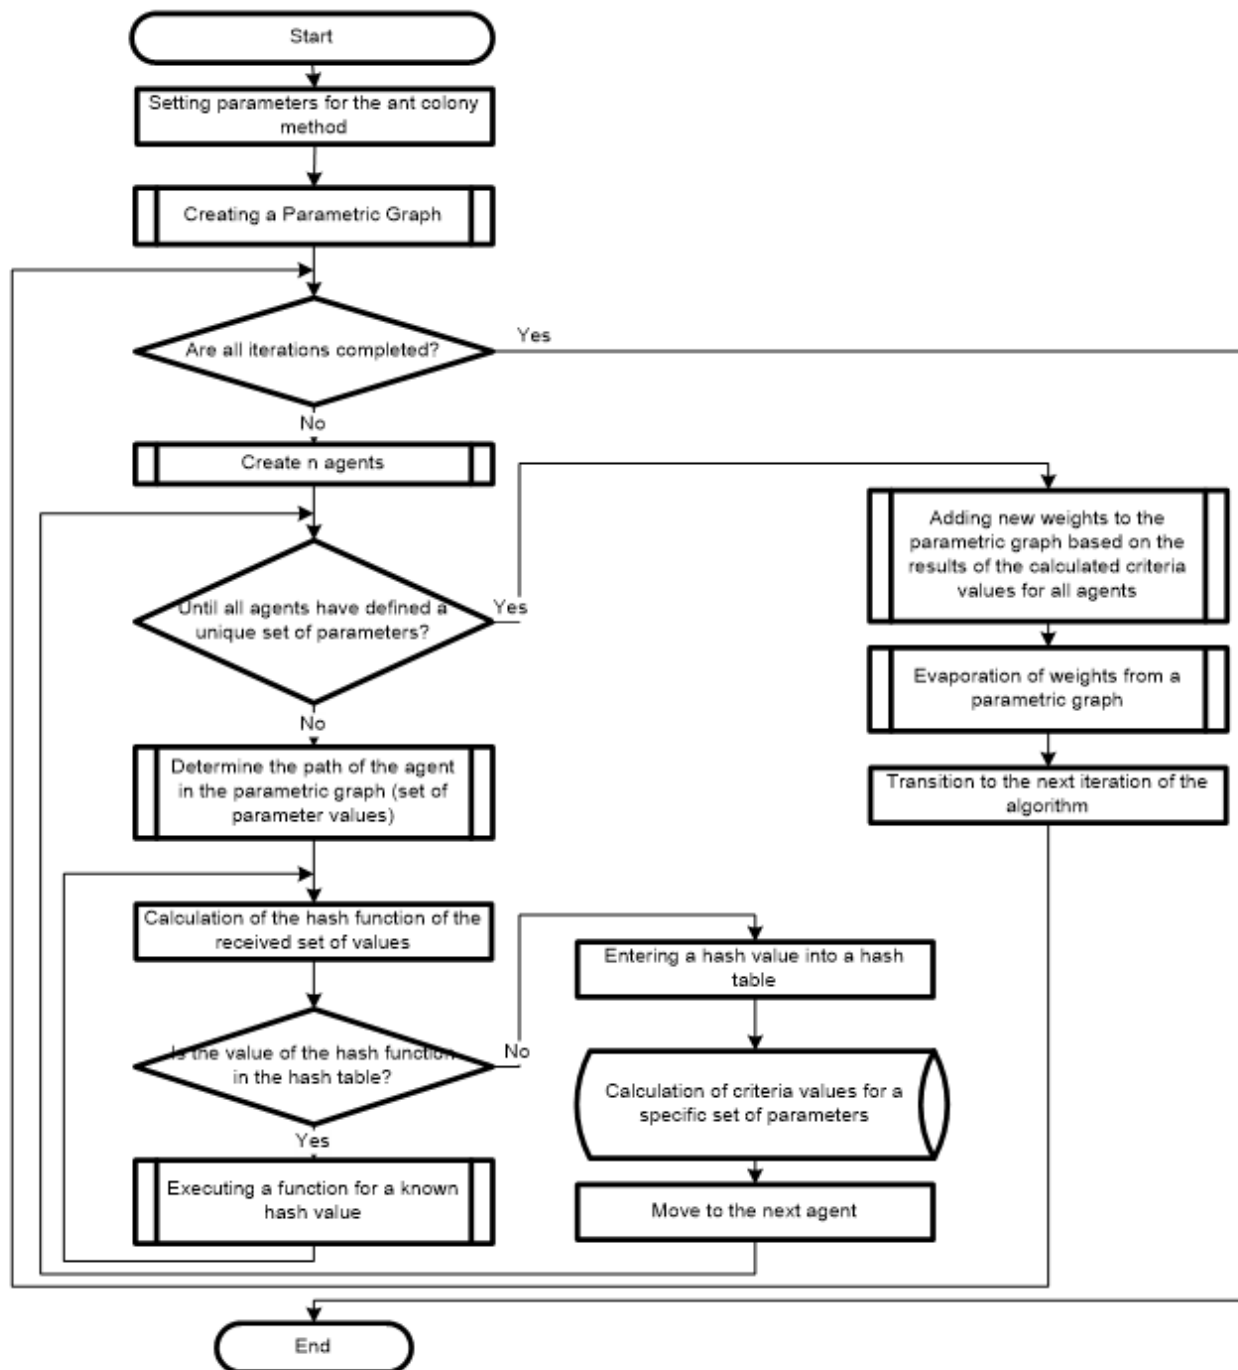 Start
Setting parameters for the ant colony
method
Creating a Parametric Graph
Are all iterations completed?
Yes
No
Create n agents
Until all agents have defined a
unique set of parameters?
Yes
No
Adding new weights to the
parametric graph based on the
results of the calculated criteria
values for all agents
Evaporation of weights from a
parametric graph
Transition to the next iteration of the
algorithm
Determine the path of the agent
in the parametric graph (set of
parameter values)
Calculation of the hash function of the
received set of values
Is the value of the hash function
in the hash table?
No
Yes
Entering a hash value into a hash
table
Calculation of criteria values for a
specific set of parameters
Move to the next agent
Executing a function for a known
hash value
End